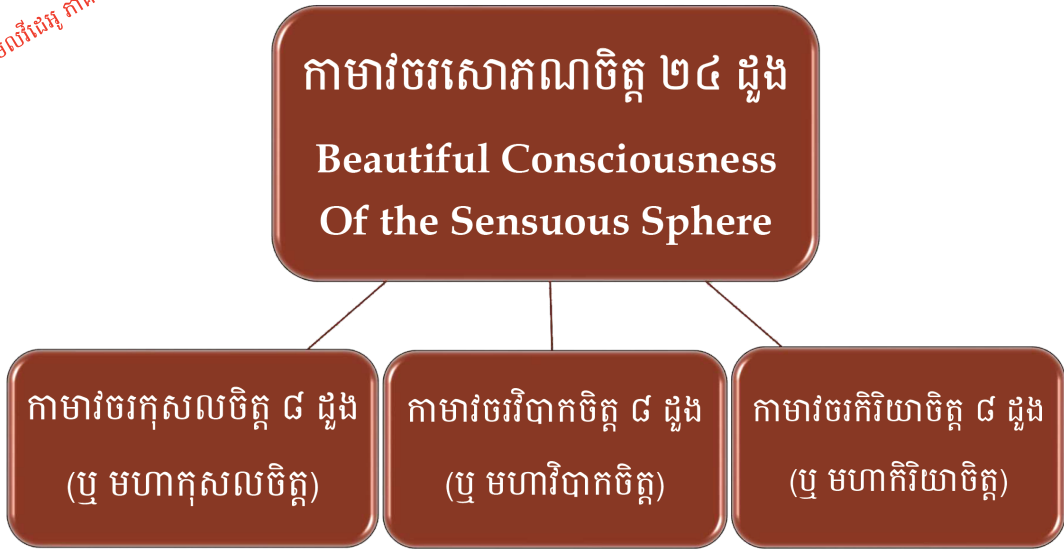 កាមាវចរសោភណចិត្ត ២៤ ដួង
Beautiful Consciousness
Of the Sensuous Sphere
កាមាវចរកុសលចិត្ត ៨ ដួង
(ឬ មហាកុសលចិត្ត)
កាមាវចរវិបាកចិត្ត ៨ ដួង
(ឬ មហាវិបាកចិត្ត)
កាមាវចរកិរិយាចិត្ត ៨ ដួង
(ឬ មហាកិរិយាចិត្ត)